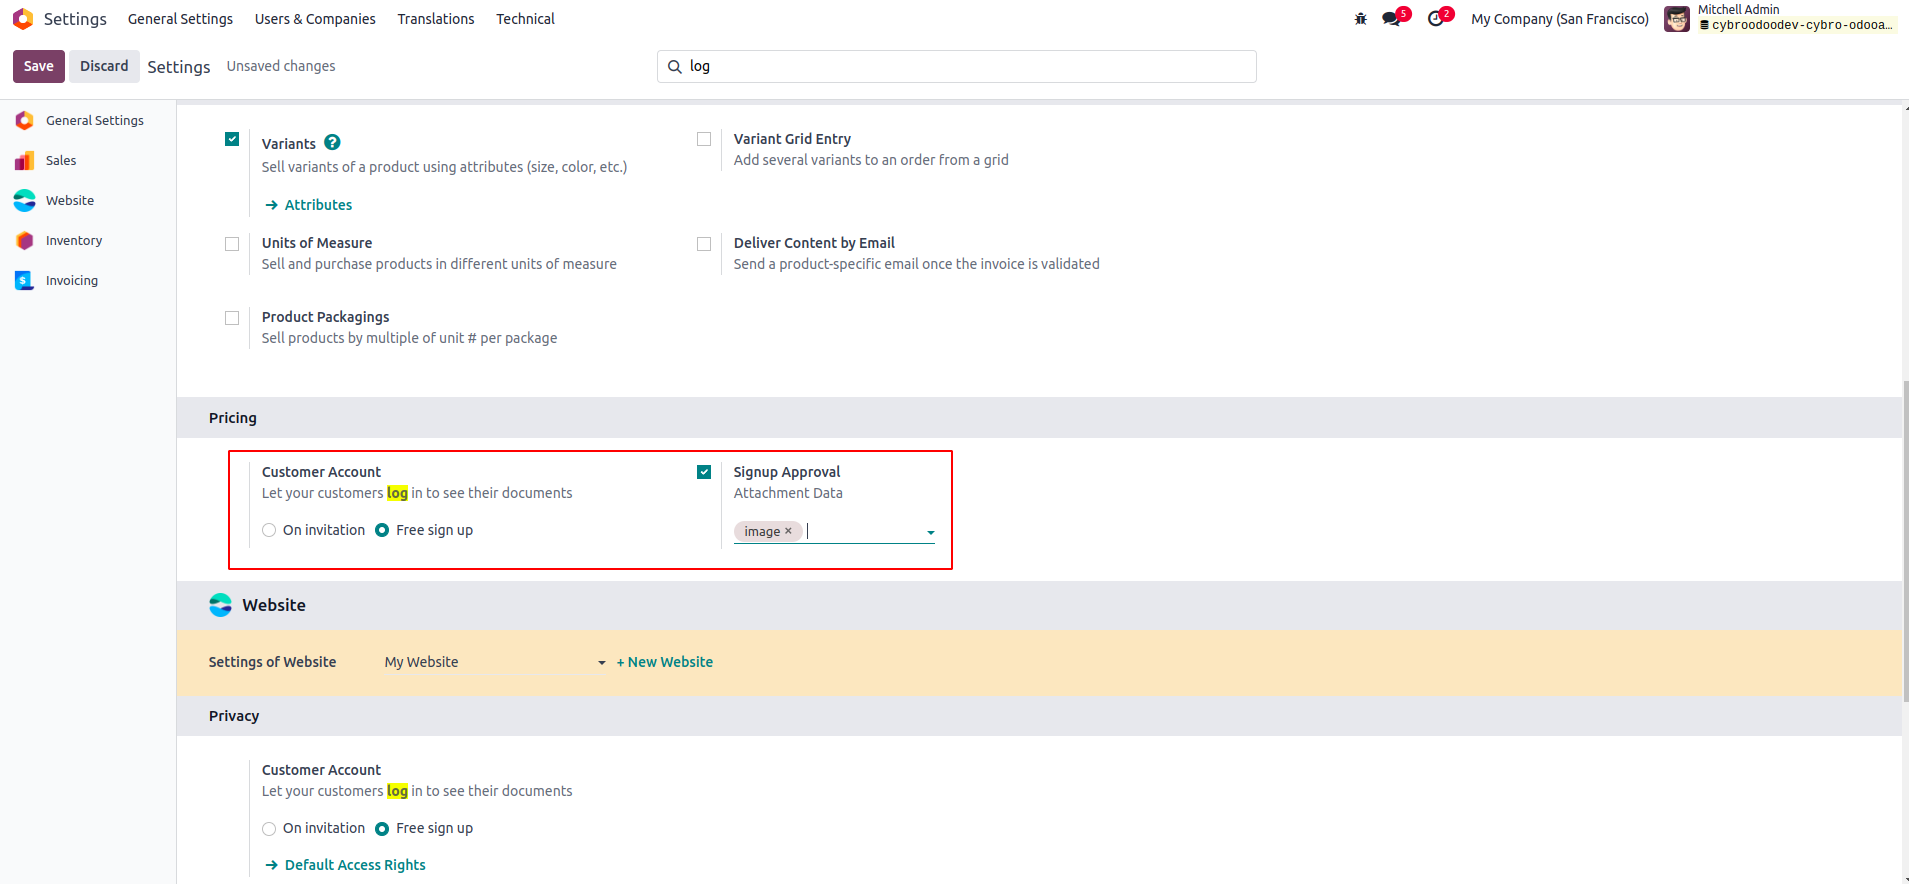 Settings General Settings Users & Companies Translations Technical 5 2 My Company (San Francisco) Mitchell Admin
cybroodoodev-cybro-odooa...
Save Discard Settings Unsaved changes log
General Settings
Sales
Website
Inventory
Invoicing
Variants ? Variant Grid Entry
Sell variants of a product using attributes (size, color, etc.) Add several variants to an order from a grid
→ Attributes
Units of Measure Deliver Content by Email
Sell and purchase products in different units of measure Send a product-specific email once the invoice is validated
Product Packagings
Sell products by multiple of unit # per package
Pricing
Customer Account Signup Approval
Let your customers log in to see their documents Attachment Data
On invitation Free sign up image ×
Website
Settings of Website My Website + New Website
Privacy
Customer Account
Let your customers log in to see their documents
On invitation Free sign up
→ Default Access Rights